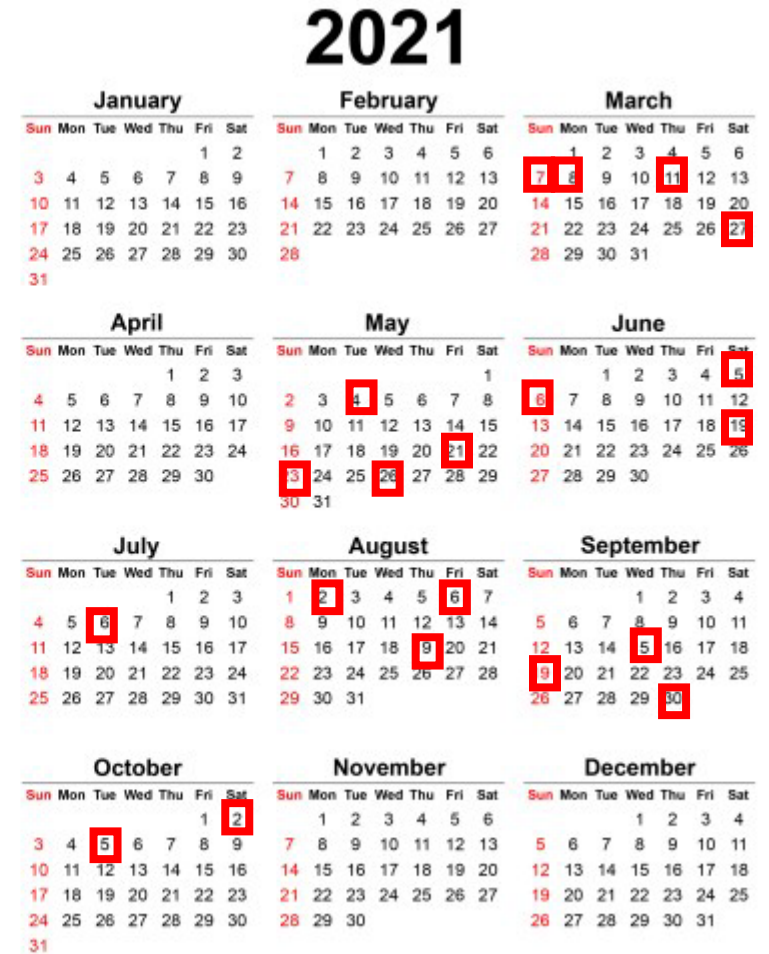 2021
January February March
Sun Mon Tue Wed Thu Fri Sat Sun Mon Tue Wed Thu Fri Sat Sun Mon Tue Wed Thu Fri Sat
1 2 1 2 3 4 5 6 1 2 3 4 5 6
3 4 5 6 7 8 9 7 8 9 10 11 12 13 7 8 9 10 11 12 13
10 11 12 13 14 15 16 14 15 16 17 18 19 20 14 15 16 17 18 19 20
17 18 19 20 21 22 23 21 22 23 24 25 26 27 21 22 23 24 25 26 27
24 25 26 27 28 29 30 28 28 29 30 31
31
April May June
Sun Mon Tue Wed Thu Fri Sat Sun Mon Tue Wed Thu Fri Sat Sun Mon Tue Wed Thu Fri Sat
1 2 3 1 1 2 3 4 5
4 5 6 7 8 9 10 2 3 4 5 6 7 8 6 7 8 9 10 11 12
11 12 13 14 15 16 17 9 10 11 12 13 14 15 13 14 15 16 17 18 19
18 19 20 21 22 23 24 16 17 18 19 20 21 22 20 21 22 23 24 25 26
25 26 27 28 29 30 23 24 25 26 27 28 29 27 28 29 30
30 31
July August September
Sun Mon Tue Wed Thu Fri Sat Sun Mon Tue Wed Thu Fri Sat Sun Mon Tue Wed Thu Fri Sat
1 2 3 1 2 3 4 5 6 7 1 2 3 4
4 5 6 7 8 9 10 8 9 10 11 12 13 14 5 6 7 8 9 10 11
11 12 13 14 15 16 17 15 16 17 18 9 20 21 12 13 14 5 16 17 18
18 19 20 21 22 23 24 22 23 24 25 26 27 28 9 20 21 22 23 24 25
25 26 27 28 29 30 31 29 30 31 26 27 28 29 30
October November December
Sun Mon Tue Wed Thu Fri Sat Sun Mon Tue Wed Thu Fri Sat Sun Mon Tue Wed Thu Fri Sat
1 2 1 2 3 4 5 6 1 2 3 4
3 4 5 6 7 8 9 7 8 9 10 11 12 13 5 6 7 8 9 10 11
10 11 12 13 14 15 16 14 15 16 17 18 19 20 12 13 14 15 16 17 18
17 18 19 20 21 22 23 21 22 23 24 25 26 27 19 20 21 22 23 24 25
24 25 26 27 28 29 30 28 29 30 26 27 28 29 30 31
31